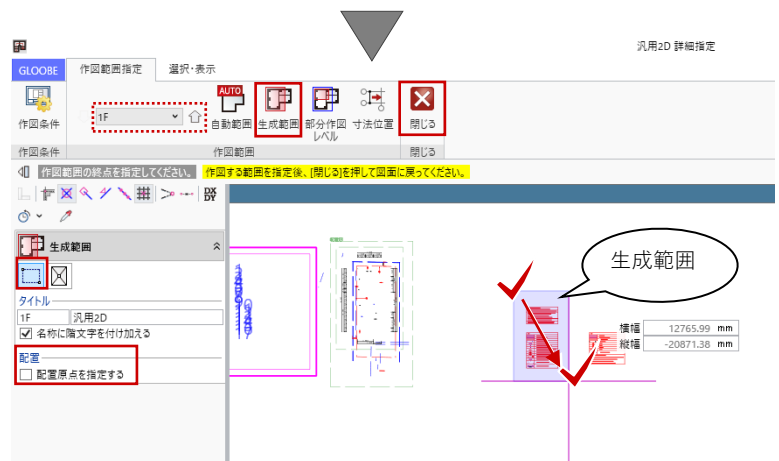 汎用2D 詳細指定
GLOOBE 作図範囲指定 選択・表示
作図条件 1F AUTO 自動範囲 生成範囲 部分作図レベル 寸法位置 閉じる
作図条件 作図範囲 閉じる
作図範囲の終点を指定してください。 作図する範囲を指定後、[閉じる]を押して図面に戻ってください。
生成範囲
タイトル
1F 汎用2D
名称に階文字を付け加える
配置
配置原点を指定する
生成範囲
横幅 12765.99 mm
縦幅 -20871.38 mm